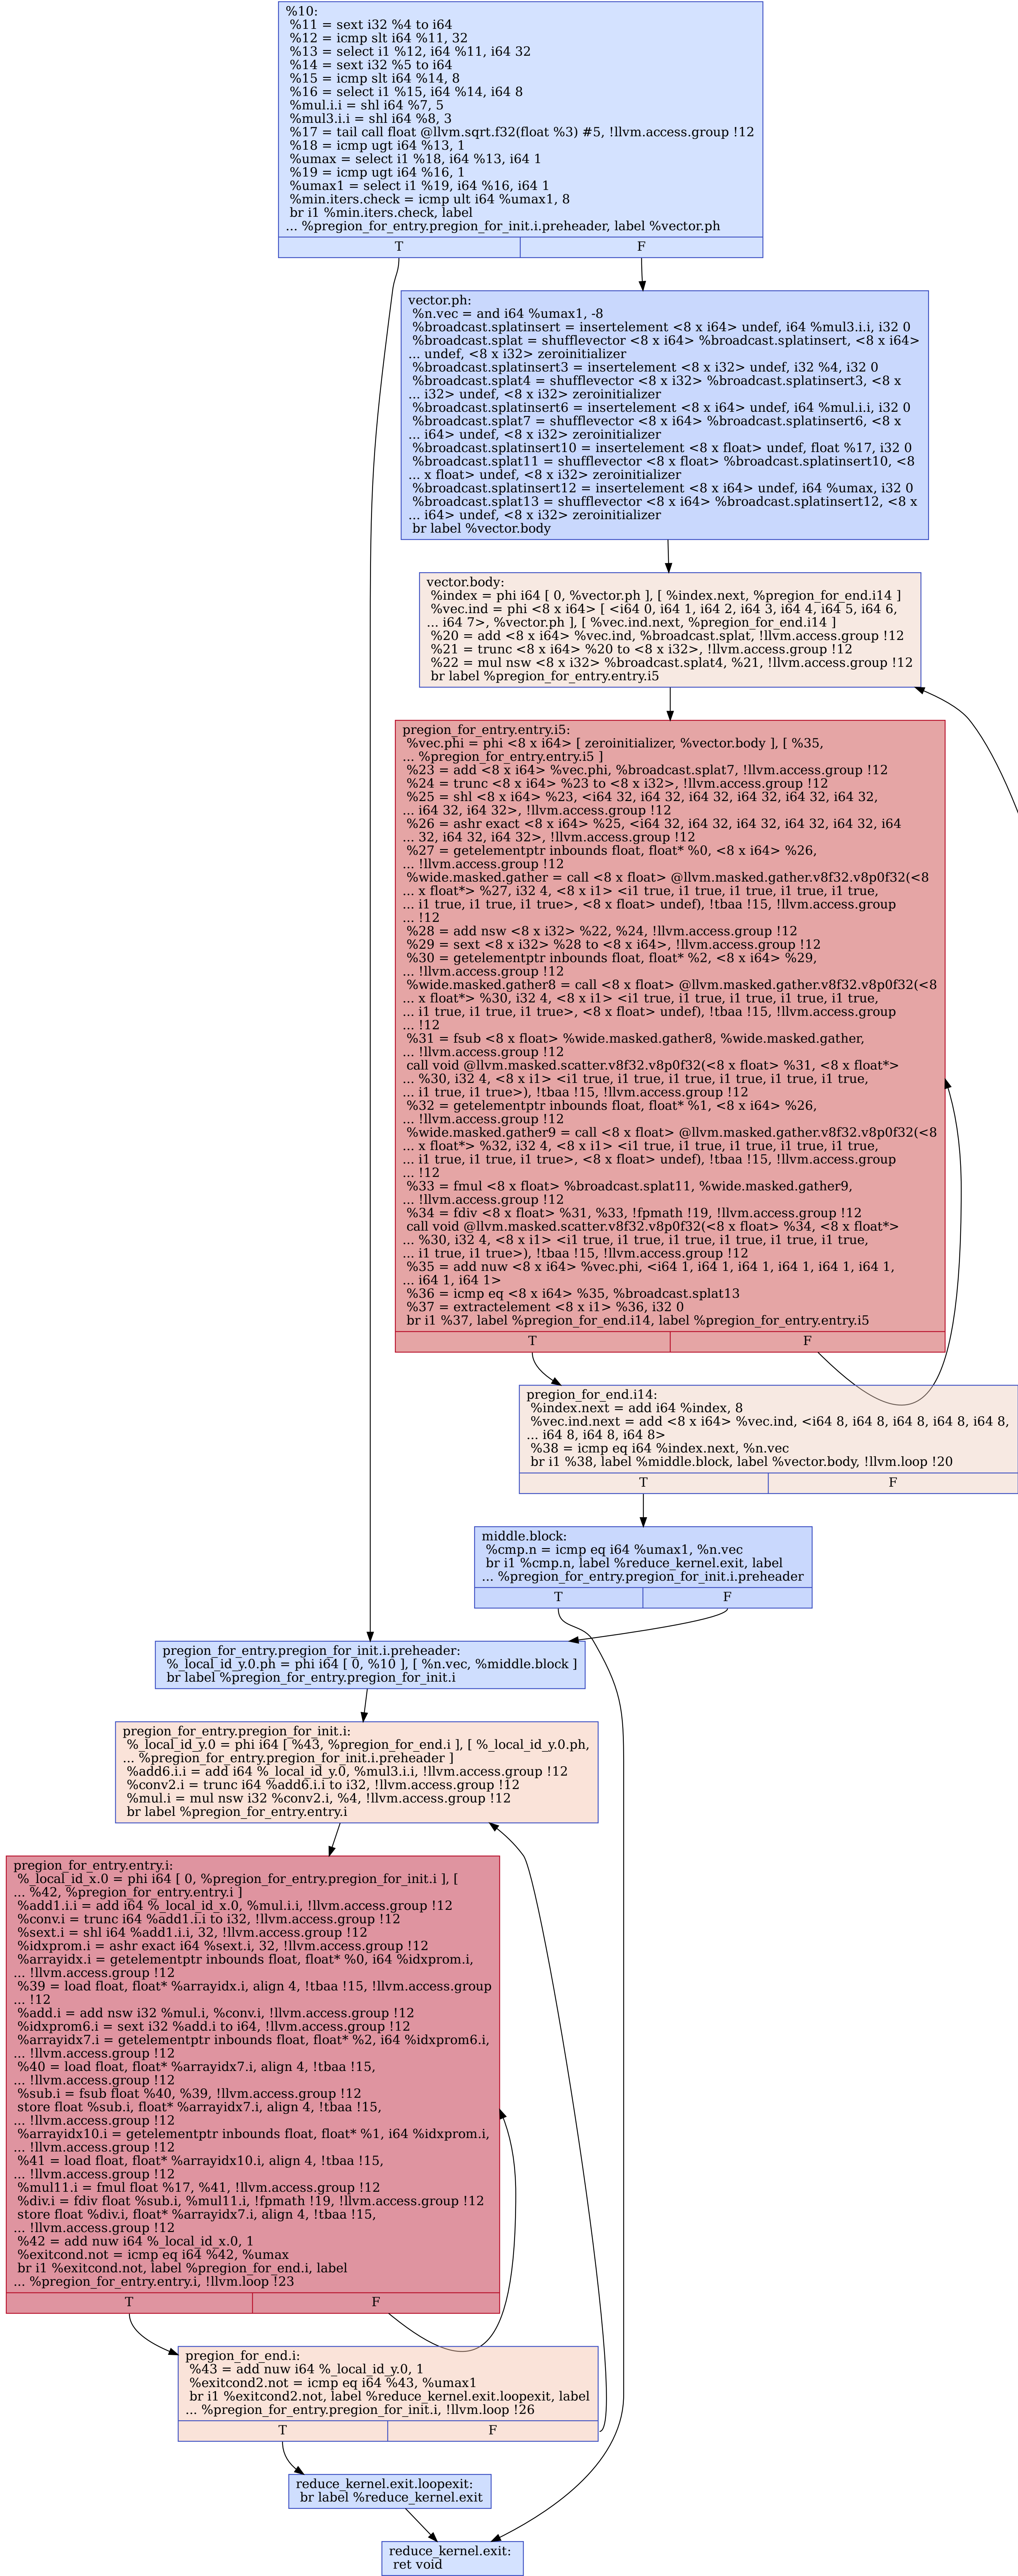 %10:
%11 = sext i32 %4 to i64
%12 = icmp slt i64 %11, 32
%13 = select i1 %12, i64 %11, i64 32
%14 = sext i32 %5 to i64
%15 = icmp slt i64 %14, 8
%16 = select i1 %15, i64 %14, i64 8
%mul.i.i = shl i64 %7, 5
%mul3.i.i = shl i64 %8, 3
%17 = tail call float @llvm.sqrt.f32(float %3) #5, !llvm.access.group !12
%18 = icmp ugt i64 %13, 1
%umax = select i1 %18, i64 %13, i64 1
%19 = icmp ugt i64 %16, 1
%umax1 = select i1 %19, i64 %16, i64 1
%min.iters.check = icmp ult i64 %umax1, 8
br i1 %min.iters.check, label
... %pregion_for_entry.pregion_for_init.i.preheader, label %vector.ph
T F
vector.ph:
%n.vec = and i64 %umax1, -8
%broadcast.splatinsert = insertelement <8 x i64> undef, i64 %mul3.i.i, i32 0
%broadcast.splat = shufflevector <8 x i64> %broadcast.splatinsert, <8 x i64>
... undef, <8 x i32> zeroinitializer
%broadcast.splatinsert3 = insertelement <8 x i32> undef, i32 %4, i32 0
%broadcast.splat4 = shufflevector <8 x i32> %broadcast.splatinsert3, <8 x
... i32> undef, <8 x i32> zeroinitializer
%broadcast.splatinsert6 = insertelement <8 x i64> undef, i64 %mul.i.i, i32 0
%broadcast.splat7 = shufflevector <8 x i64> %broadcast.splatinsert6, <8 x
... i64> undef, <8 x i32> zeroinitializer
%broadcast.splatinsert10 = insertelement <8 x float> undef, float %17, i32 0
%broadcast.splat11 = shufflevector <8 x float> %broadcast.splatinsert10, <8
... x float> undef, <8 x i32> zeroinitializer
%broadcast.splatinsert12 = insertelement <8 x i64> undef, i64 %umax, i32 0
%broadcast.splat13 = shufflevector <8 x i64> %broadcast.splatinsert12, <8 x
... i64> undef, <8 x i32> zeroinitializer
br label %vector.body
vector.body:
%index = phi i64 [ 0, %vector.ph ], [ %index.next, %pregion_for_end.i14 ]
%vec.ind = phi <8 x i64> [ <i64 0, i64 1, i64 2, i64 3, i64 4, i64 5, i64 6,
... i64 7>, %vector.ph ], [ %vec.ind.next, %pregion_for_end.i14 ]
%20 = add <8 x i64> %vec.ind, %broadcast.splat, !llvm.access.group !12
%21 = trunc <8 x i64> %20 to <8 x i32>, !llvm.access.group !12
%22 = mul nsw <8 x i32> %broadcast.splat4, %21, !llvm.access.group !12
br label %pregion_for_entry.entry.i5
pregion_for_entry.entry.i5:
%vec.phi = phi <8 x i64> [ zeroinitializer, %vector.body ], [ %35,
... %pregion_for_entry.entry.i5 ]
%23 = add <8 x i64> %vec.phi, %broadcast.splat7, !llvm.access.group !12
%24 = trunc <8 x i64> %23 to <8 x i32>, !llvm.access.group !12
%25 = shl <8 x i64> %23, <i64 32, i64 32, i64 32, i64 32, i64 32, i64 32,
... i64 32, i64 32>, !llvm.access.group !12
%26 = ashr exact <8 x i64> %25, <i64 32, i64 32, i64 32, i64 32, i64 32, i64
... 32, i64 32, i64 32>, !llvm.access.group !12
%27 = getelementptr inbounds float, float* %0, <8 x i64> %26,
... !llvm.access.group !12
%wide.masked.gather = call <8 x float> @llvm.masked.gather.v8f32.v8p0f32(<8
... x float*> %27, i32 4, <8 x i1> <i1 true, i1 true, i1 true, i1 true, i1 true,
... i1 true, i1 true, i1 true>, <8 x float> undef), !tbaa !15, !llvm.access.group
... !12
%28 = add nsw <8 x i32> %22, %24, !llvm.access.group !12
%29 = sext <8 x i32> %28 to <8 x i64>, !llvm.access.group !12
%30 = getelementptr inbounds float, float* %2, <8 x i64> %29,
... !llvm.access.group !12
%wide.masked.gather8 = call <8 x float> @llvm.masked.gather.v8f32.v8p0f32(<8
... x float*> %30, i32 4, <8 x i1> <i1 true, i1 true, i1 true, i1 true, i1 true,
... i1 true, i1 true, i1 true>, <8 x float> undef), !tbaa !15, !llvm.access.group
... !12
%31 = fsub <8 x float> %wide.masked.gather8, %wide.masked.gather,
... !llvm.access.group !12
call void @llvm.masked.scatter.v8f32.v8p0f32(<8 x float> %31, <8 x float*>
... %30, i32 4, <8 x i1> <i1 true, i1 true, i1 true, i1 true, i1 true, i1 true,
... i1 true, i1 true>), !tbaa !15, !llvm.access.group !12
%32 = getelementptr inbounds float, float* %1, <8 x i64> %26,
... !llvm.access.group !12
%wide.masked.gather9 = call <8 x float> @llvm.masked.gather.v8f32.v8p0f32(<8
... x float*> %32, i32 4, <8 x i1> <i1 true, i1 true, i1 true, i1 true, i1 true,
... i1 true, i1 true, i1 true>, <8 x float> undef), !tbaa !15, !llvm.access.group
... !12
%33 = fmul <8 x float> %broadcast.splat11, %wide.masked.gather9,
... !llvm.access.group !12
%34 = fdiv <8 x float> %31, %33, !fpmath !19, !llvm.access.group !12
call void @llvm.masked.scatter.v8f32.v8p0f32(<8 x float> %34, <8 x float*>
... %30, i32 4, <8 x i1> <i1 true, i1 true, i1 true, i1 true, i1 true, i1 true,
... i1 true, i1 true>), !tbaa !15, !llvm.access.group !12
%35 = add nuw <8 x i64> %vec.phi, <i64 1, i64 1, i64 1, i64 1, i64 1, i64 1,
... i64 1, i64 1>
%36 = icmp eq <8 x i64> %35, %broadcast.splat13
%37 = extractelement <8 x i1> %36, i32 0
br i1 %37, label %pregion_for_end.i14, label %pregion_for_entry.entry.i5
T F
pregion_for_end.i14:
%index.next = add i64 %index, 8
%vec.ind.next = add <8 x i64> %vec.ind, <i64 8, i64 8, i64 8, i64 8, i64 8,
... i64 8, i64 8, i64 8>
%38 = icmp eq i64 %index.next, %n.vec
br i1 %38, label %middle.block, label %vector.body, !llvm.loop !20
T F
middle.block:
%cmp.n = icmp eq i64 %umax1, %n.vec
br i1 %cmp.n, label %reduce_kernel.exit, label
... %pregion_for_entry.pregion_for_init.i.preheader
T F
pregion_for_entry.pregion_for_init.i.preheader:
%_local_id_y.0.ph = phi i64 [ 0, %10 ], [ %n.vec, %middle.block ]
br label %pregion_for_entry.pregion_for_init.i
pregion_for_entry.pregion_for_init.i:
%_local_id_y.0 = phi i64 [ %43, %pregion_for_end.i ], [ %_local_id_y.0.ph,
... %pregion_for_entry.pregion_for_init.i.preheader ]
%add6.i.i = add i64 %_local_id_y.0, %mul3.i.i, !llvm.access.group !12
%conv2.i = trunc i64 %add6.i.i to i32, !llvm.access.group !12
%mul.i = mul nsw i32 %conv2.i, %4, !llvm.access.group !12
br label %pregion_for_entry.entry.i
pregion_for_entry.entry.i:
%_local_id_x.0 = phi i64 [ 0, %pregion_for_entry.pregion_for_init.i ], [
... %42, %pregion_for_entry.entry.i ]
%add1.i.i = add i64 %_local_id_x.0, %mul.i.i, !llvm.access.group !12
%conv.i = trunc i64 %add1.i.i to i32, !llvm.access.group !12
%sext.i = shl i64 %add1.i.i, 32, !llvm.access.group !12
%idxprom.i = ashr exact i64 %sext.i, 32, !llvm.access.group !12
%arrayidx.i = getelementptr inbounds float, float* %0, i64 %idxprom.i,
... !llvm.access.group !12
%39 = load float, float* %arrayidx.i, align 4, !tbaa !15, !llvm.access.group
... !12
%add.i = add nsw i32 %mul.i, %conv.i, !llvm.access.group !12
%idxprom6.i = sext i32 %add.i to i64, !llvm.access.group !12
%arrayidx7.i = getelementptr inbounds float, float* %2, i64 %idxprom6.i,
... !llvm.access.group !12
%40 = load float, float* %arrayidx7.i, align 4, !tbaa !15,
... !llvm.access.group !12
%sub.i = fsub float %40, %39, !llvm.access.group !12
store float %sub.i, float* %arrayidx7.i, align 4, !tbaa !15,
... !llvm.access.group !12
%arrayidx10.i = getelementptr inbounds float, float* %1, i64 %idxprom.i,
... !llvm.access.group !12
%41 = load float, float* %arrayidx10.i, align 4, !tbaa !15,
... !llvm.access.group !12
%mul11.i = fmul float %17, %41, !llvm.access.group !12
%div.i = fdiv float %sub.i, %mul11.i, !fpmath !19, !llvm.access.group !12
store float %div.i, float* %arrayidx7.i, align 4, !tbaa !15,
... !llvm.access.group !12
%42 = add nuw i64 %_local_id_x.0, 1
%exitcond.not = icmp eq i64 %42, %umax
br i1 %exitcond.not, label %pregion_for_end.i, label
... %pregion_for_entry.entry.i, !llvm.loop !23
T F
pregion_for_end.i:
%43 = add nuw i64 %_local_id_y.0, 1
%exitcond2.not = icmp eq i64 %43, %umax1
br i1 %exitcond2.not, label %reduce_kernel.exit.loopexit, label
... %pregion_for_entry.pregion_for_init.i, !llvm.loop !26
T F
reduce_kernel.exit.loopexit:
br label %reduce_kernel.exit
reduce_kernel.exit:
ret void